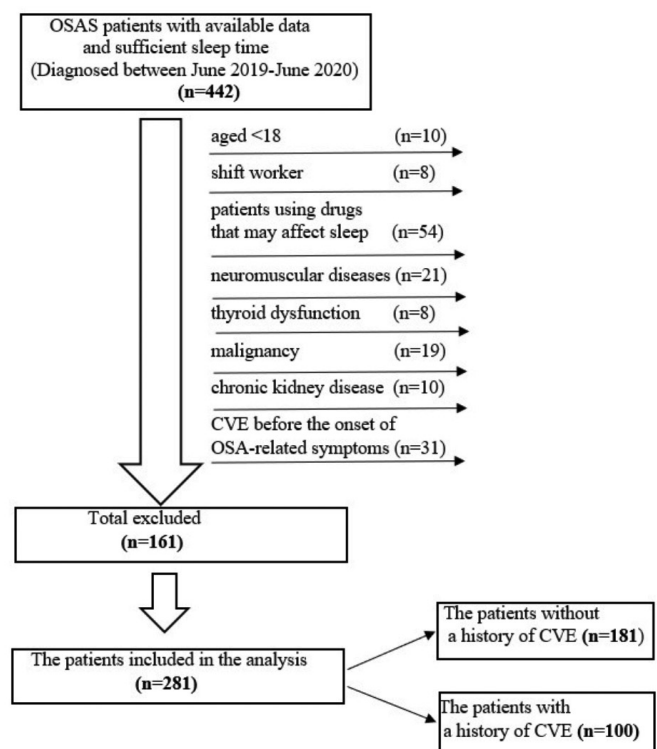 OSAS patients with available data
and sufficient sleep time
(Diagnosed between June 2019-June 2020)
(n=442)
aged <18 (n=10)
shift worker (n=8)
patients using drugs
that may affect sleep (n=54)
neuromuscular diseases (n=21)
thyroid dysfunction (n=8)
malignancy (n=19)
chronic kidney disease (n=10)
CVE before the onset of
OSA-related symptoms (n=31)
Total excluded
(n=161)
The patients included in the analysis
(n=281)
The patients without
a history of CVE (n=181)
The patients with
a history of CVE (n=100)